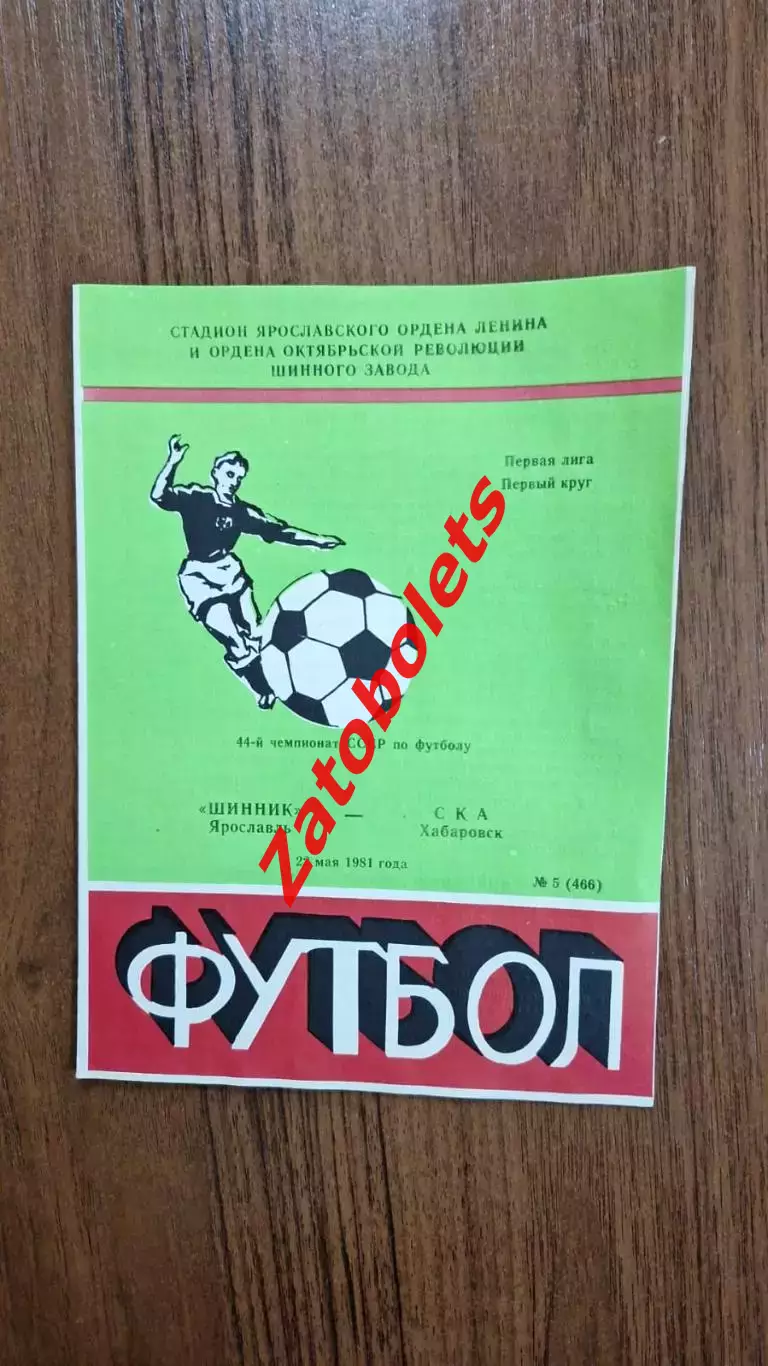 СТАДИОН ЯРОСЛАВСКОГО ОРДЕНА ЛЕНИНА
И ОРДЕНА ОКТЯБРЬСКОЙ РЕВОЛЮЦИИ
ШИННОГО ЗАВОДА
Первая лига
Первый круг
44-й чемпионат СССР по футболу
«ШИННИК» — СКА
Ярославль Хабаровск
мая 1981 года
№ 5 (466)
ФУТБОЛ
Zatobolets